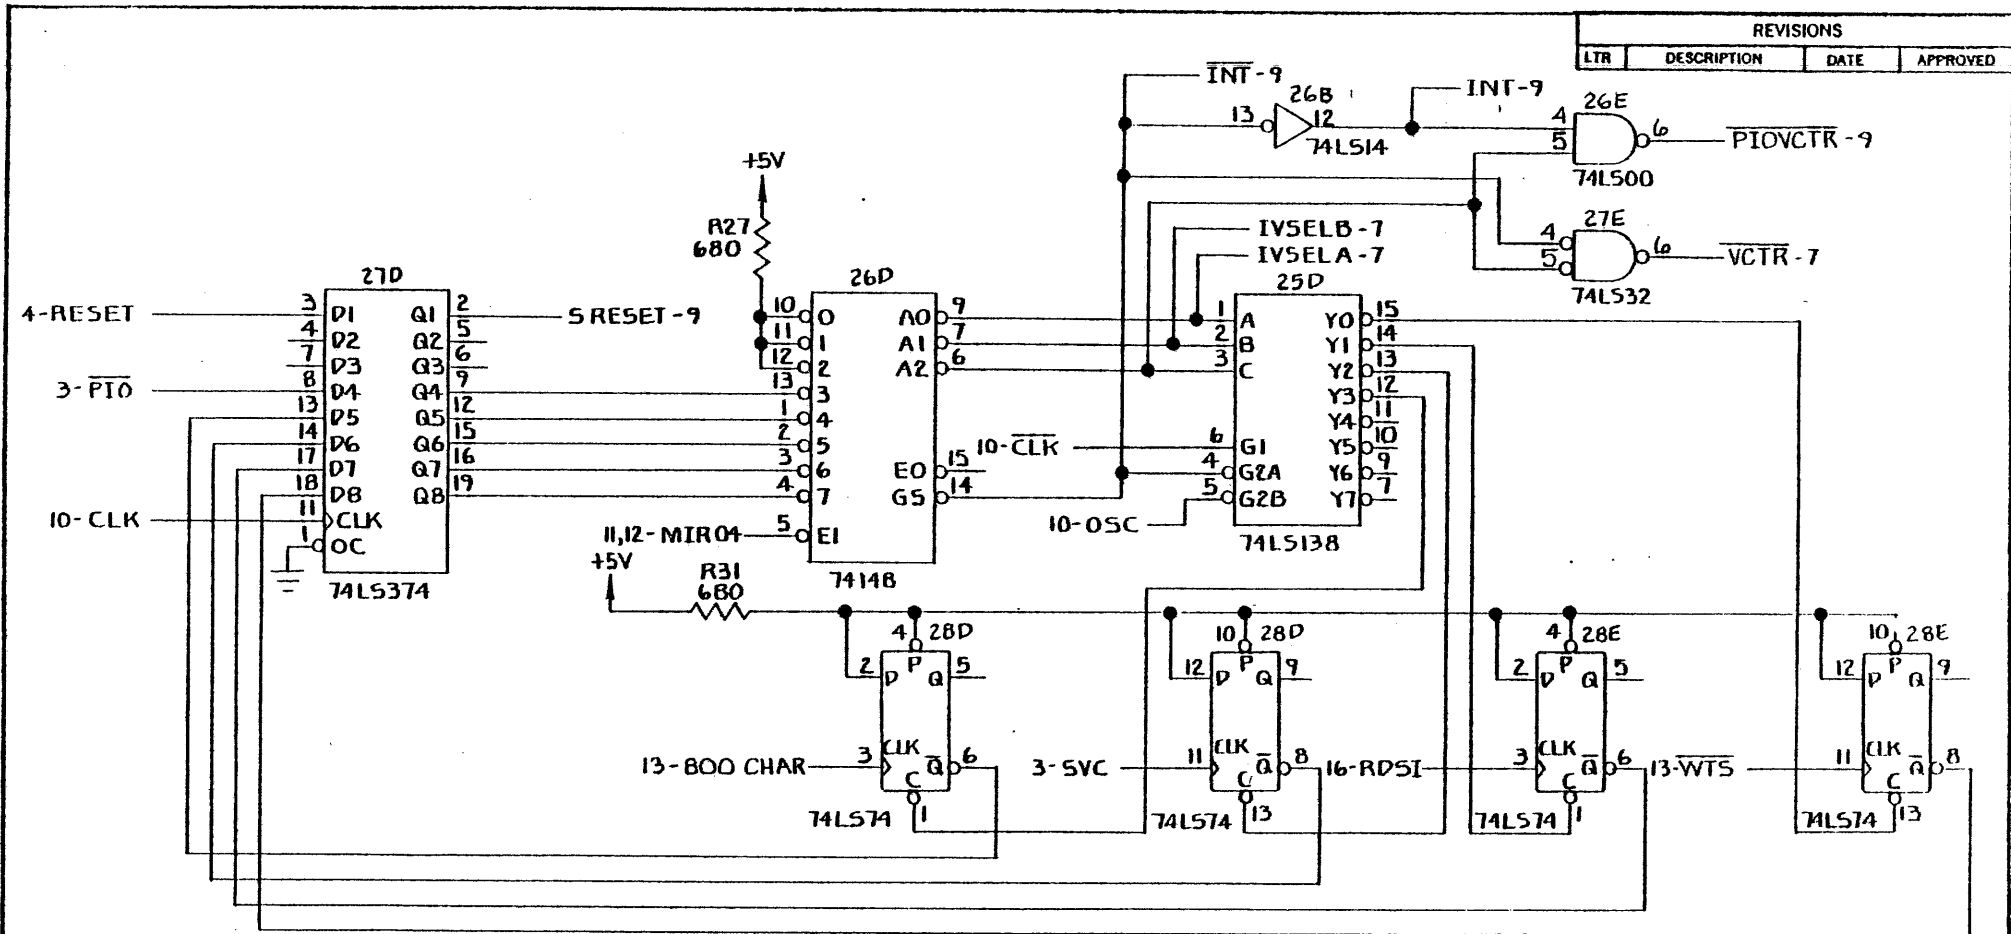 REVISIONS
LTR DESCRIPTION DATE APPROVED
INT-9
26B
13 12
74LS14
INT-9
26E
4
5
6
PIOVCTR-9
74LS00
27E
4
5
6
VCTR-7
74LS32
+5V
R27
680
IVSELB-7
IVSELA-7
27D
4-RESET
3-PIO
10-CLK
3 D1 Q1 2
4 D2 Q2 5
7 D3 Q3 6
8 D4 Q4 9
13 D5 Q5 12
14 D6 Q6 15
17 D7 Q7 16
18 D8 Q8 19
11 CLK
1 OC
74LS374
SRESET-9
26D
10 0 A0 9
11 1 A1 7
12 2 A2 6
13 3
1 4
2 5
3 6 EO 15
4 7 GS 14
11,12-MIR04 5 EI
74148
25D
1 A Y0 15
2 B Y1 14
3 C Y2 13
Y3 12
Y4 11
10-CLK 6 G1 Y5 10
4 G2A Y6 9
5 G2B Y7 7
10-OSC
74LS138
+5V
R31
680
4 28D
2 D P Q 5
13-800 CHAR 3 CLK Q 6
C
74LS74 1
10 28D
12 D P Q 9
3-SVC 11 CLK Q 8
C
74LS74 13
4 28E
2 D P Q 5
16-RDSI 3 CLK Q 6
C
74LS74 1
10 28E
12 D P Q 9
13-WTS 11 CLK Q 8
C
74LS74 13